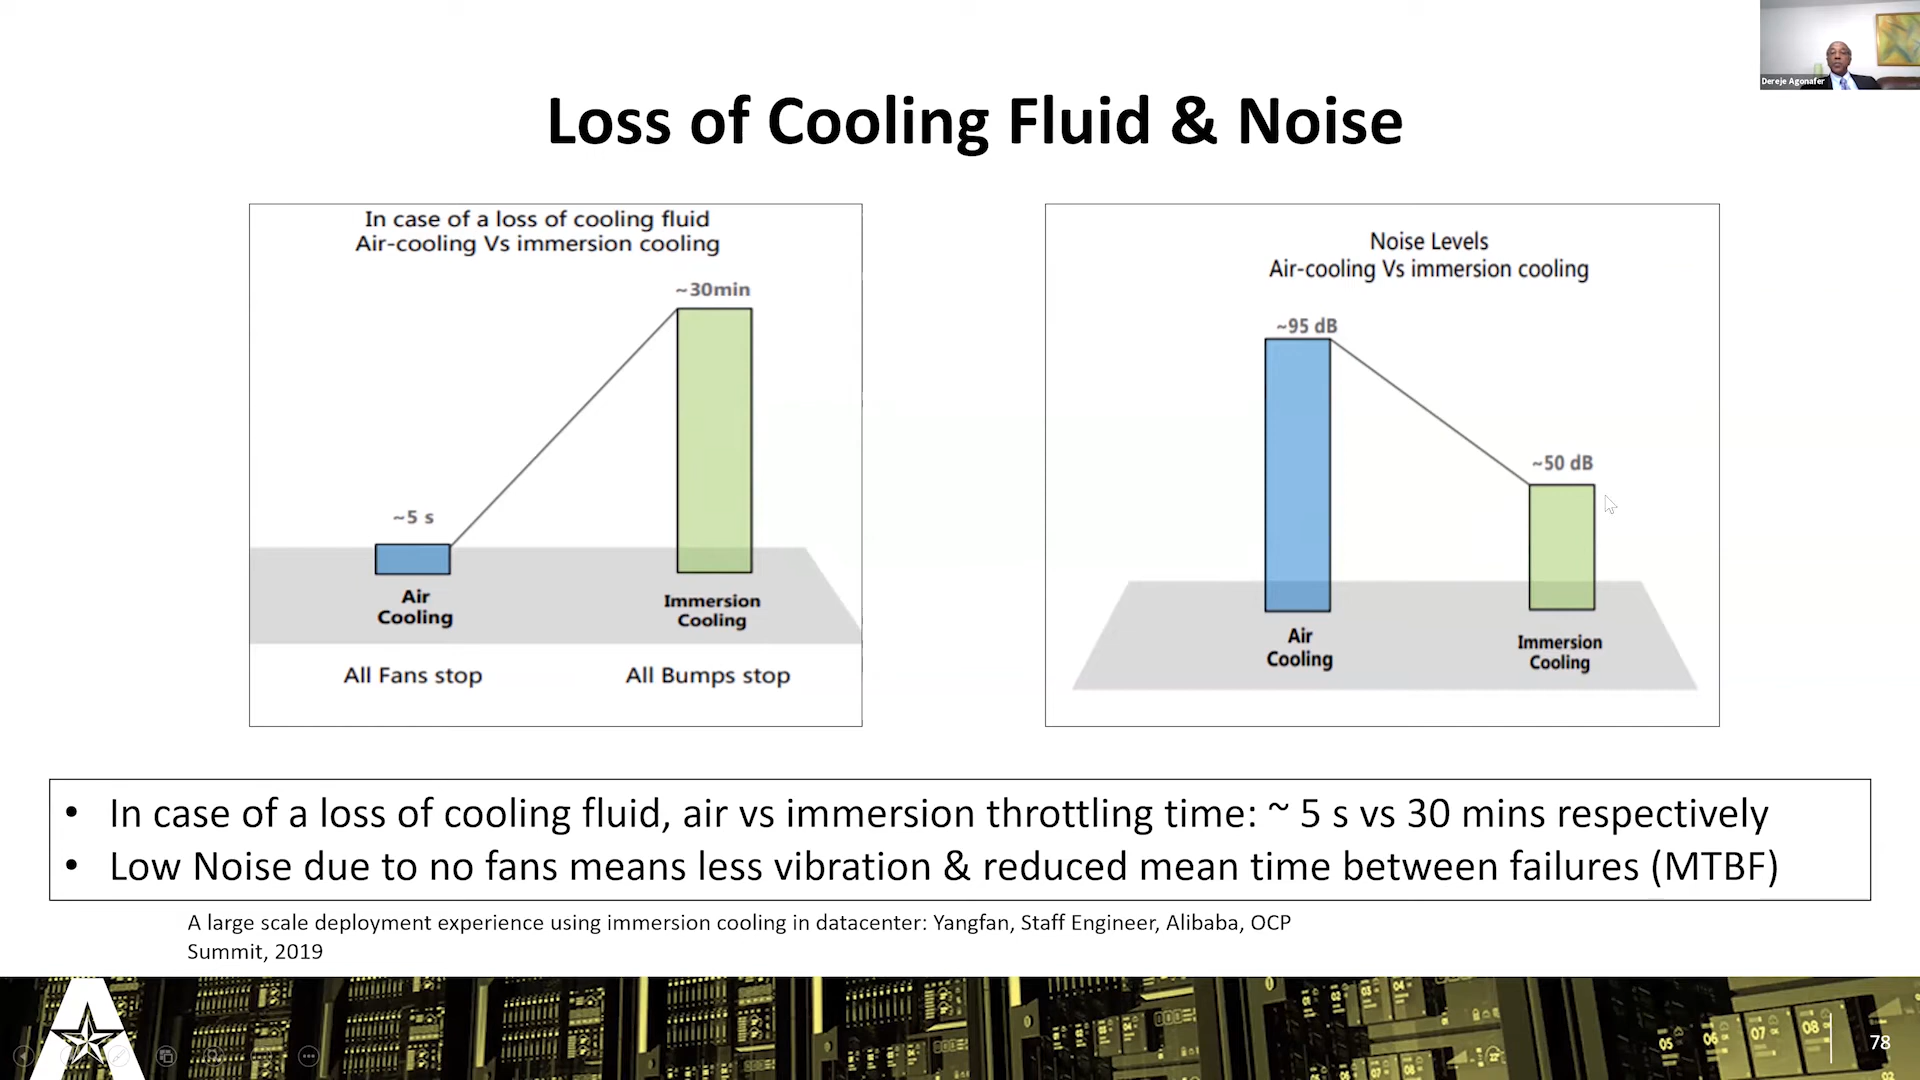 Dereje Agonafer
Loss of Cooling Fluid & Noise
In case of a loss of cooling fluid
Air-cooling Vs immersion cooling
~30min
~5 s
Air
Cooling
Immersion
Cooling
All Fans stop
All Bumps stop
Noise Levels
Air-cooling Vs immersion cooling
~95 dB
~50 dB
Air
Cooling
Immersion
Cooling
• In case of a loss of cooling fluid, air vs immersion throttling time: ~ 5 s vs 30 mins respectively
• Low Noise due to no fans means less vibration & reduced mean time between failures (MTBF)
A large scale deployment experience using immersion cooling in datacenter: Yangfan, Staff Engineer, Alibaba, OCP
Summit, 2019
A
05
06
07
08
78